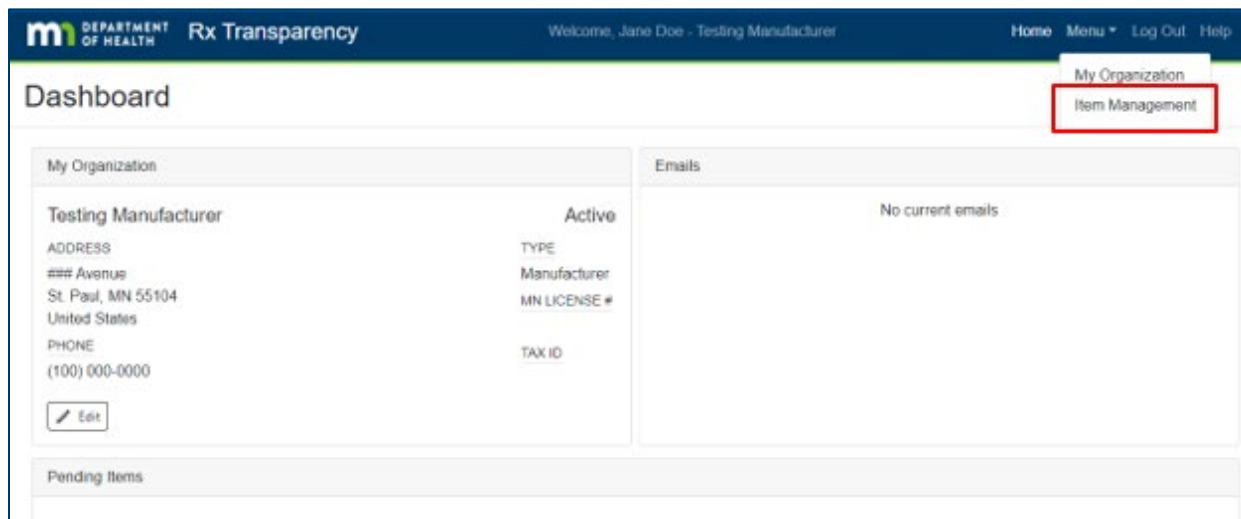 DEPARTMENT OF HEALTH Rx Transparency Welcome, Jane Doe - Testing Manufacturer Home Menu Log Out Help
My Organization
Item Management
Dashboard
My Organization
Testing Manufacturer Active
ADDRESS
### Avenue
St. Paul, MN 55104
United States
PHONE
(100) 000-0000
TYPE
Manufacturer
MN LICENSE #
TAX ID
Edit
Emails
No current emails
Pending Items